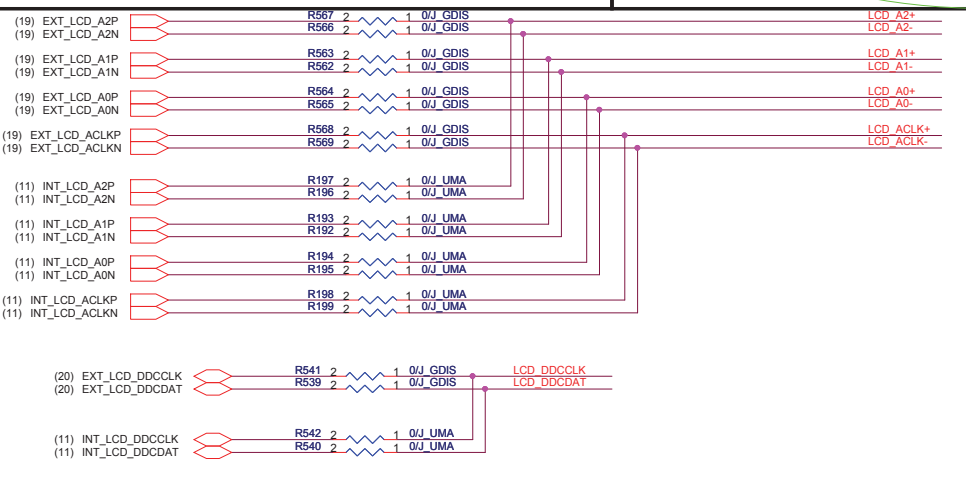 (19) EXT_LCD_A2P R567 2 1 0/J_GDIS LCD_A2+
(19) EXT_LCD_A2N R566 2 1 0/J_GDIS LCD_A2-
(19) EXT_LCD_A1P R563 2 1 0/J_GDIS LCD_A1+
(19) EXT_LCD_A1N R562 2 1 0/J_GDIS LCD_A1-
(19) EXT_LCD_A0P R564 2 1 0/J_GDIS LCD_A0+
(19) EXT_LCD_A0N R565 2 1 0/J_GDIS LCD_A0-
(19) EXT_LCD_ACLKP R568 2 1 0/J_GDIS LCD_ACLK+
(19) EXT_LCD_ACLKN R569 2 1 0/J_GDIS LCD_ACLK-
(11) INT_LCD_A2P R197 2 1 0/J_UMA
(11) INT_LCD_A2N R196 2 1 0/J_UMA
(11) INT_LCD_A1P R193 2 1 0/J_UMA
(11) INT_LCD_A1N R192 2 1 0/J_UMA
(11) INT_LCD_A0P R194 2 1 0/J_UMA
(11) INT_LCD_A0N R195 2 1 0/J_UMA
(11) INT_LCD_ACLKP R198 2 1 0/J_UMA
(11) INT_LCD_ACLKN R199 2 1 0/J_UMA
(20) EXT_LCD_DDCCLK R541 2 1 0/J_GDIS LCD_DDCCLK
(20) EXT_LCD_DDCDAT R539 2 1 0/J_GDIS LCD_DDCDAT
(11) INT_LCD_DDCCLK R542 2 1 0/J_UMA
(11) INT_LCD_DDCDAT R540 2 1 0/J_UMA